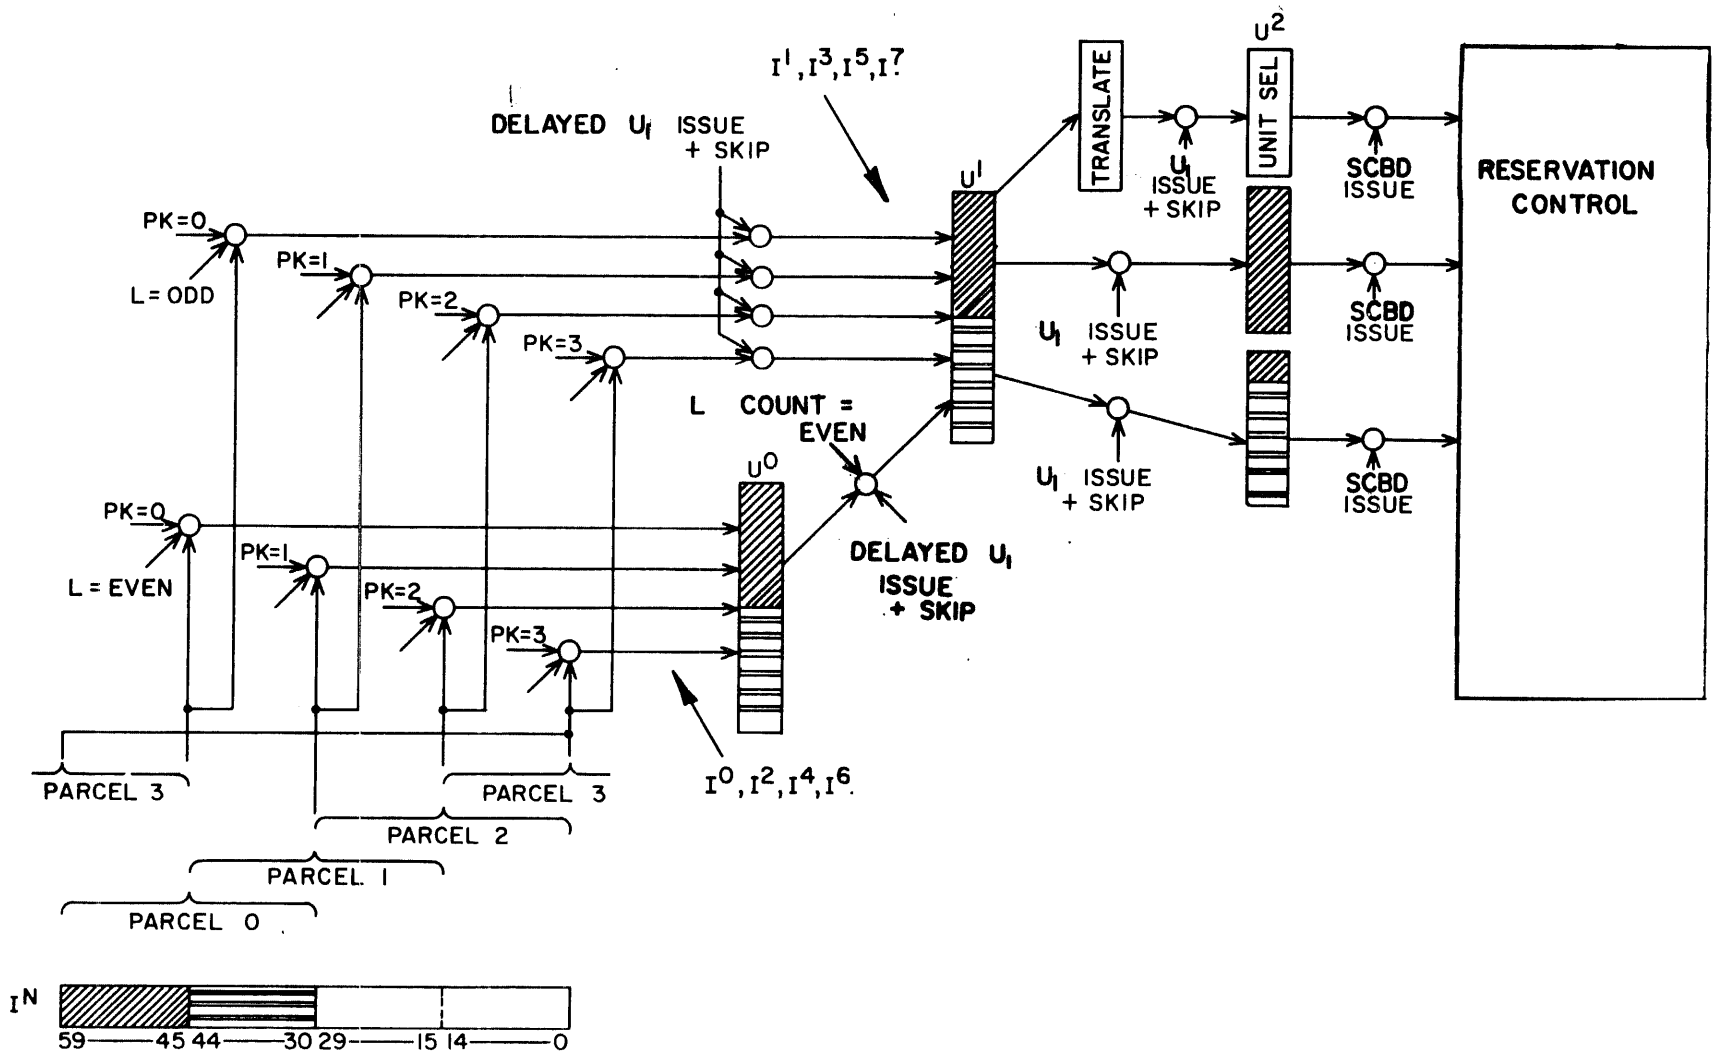 U²
I¹, I³, I⁵, I⁷.
DELAYED U₁ ISSUE
+ SKIP
TRANSLATE
UNIT SEL
U₁
ISSUE
+ SKIP
SCBD
ISSUE
RESERVATION
CONTROL
U¹
PK=0
L=ODD
PK=1
PK=2
PK=3
U₁ ISSUE
+ SKIP
SCBD
ISSUE
L COUNT =
EVEN
U⁰
U₁ ISSUE
+ SKIP
SCBD
ISSUE
PK=0
L=EVEN
PK=1
PK=2
PK=3
DELAYED U₁
ISSUE
+ SKIP
I⁰, I², I⁴, I⁶.
PARCEL 3
PARCEL 3
PARCEL 2
PARCEL 1
PARCEL 0
Iᴺ
59 45 44 30 29 15 14 0